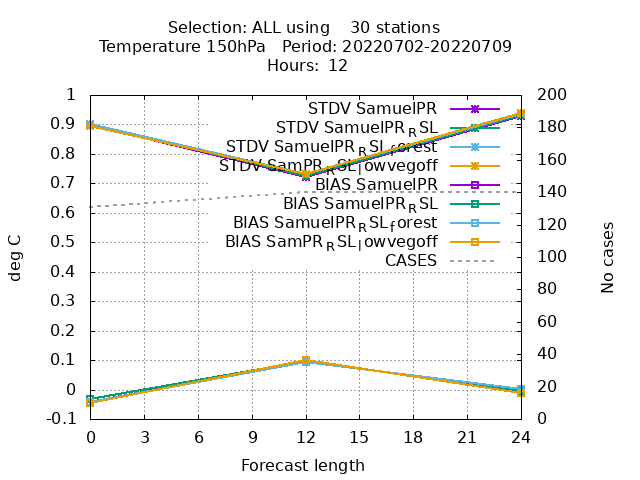 Selection: ALL using 30 stations
Temperature 150hPa Period: 20220702-20220709
Hours: 12
1
0.9
0.8
0.7
0.6
0.5
0.4
0.3
0.2
0.1
0
-0.1
deg C
STDV SamuelPR
STDV SamuelPR_RSL
STDV SamuelPR_RSL_forest
STDV SamPR_RSL_lowvegoff
BIAS SamuelPR
BIAS SamuelPR_RSL
BIAS SamuelPR_RSL_forest
BIAS SamPR_RSL_lowvegoff
CASES
200
180
160
140
120
100
80
60
40
20
0
No cases
0 3 6 9 12 15 18 21 24
Forecast length